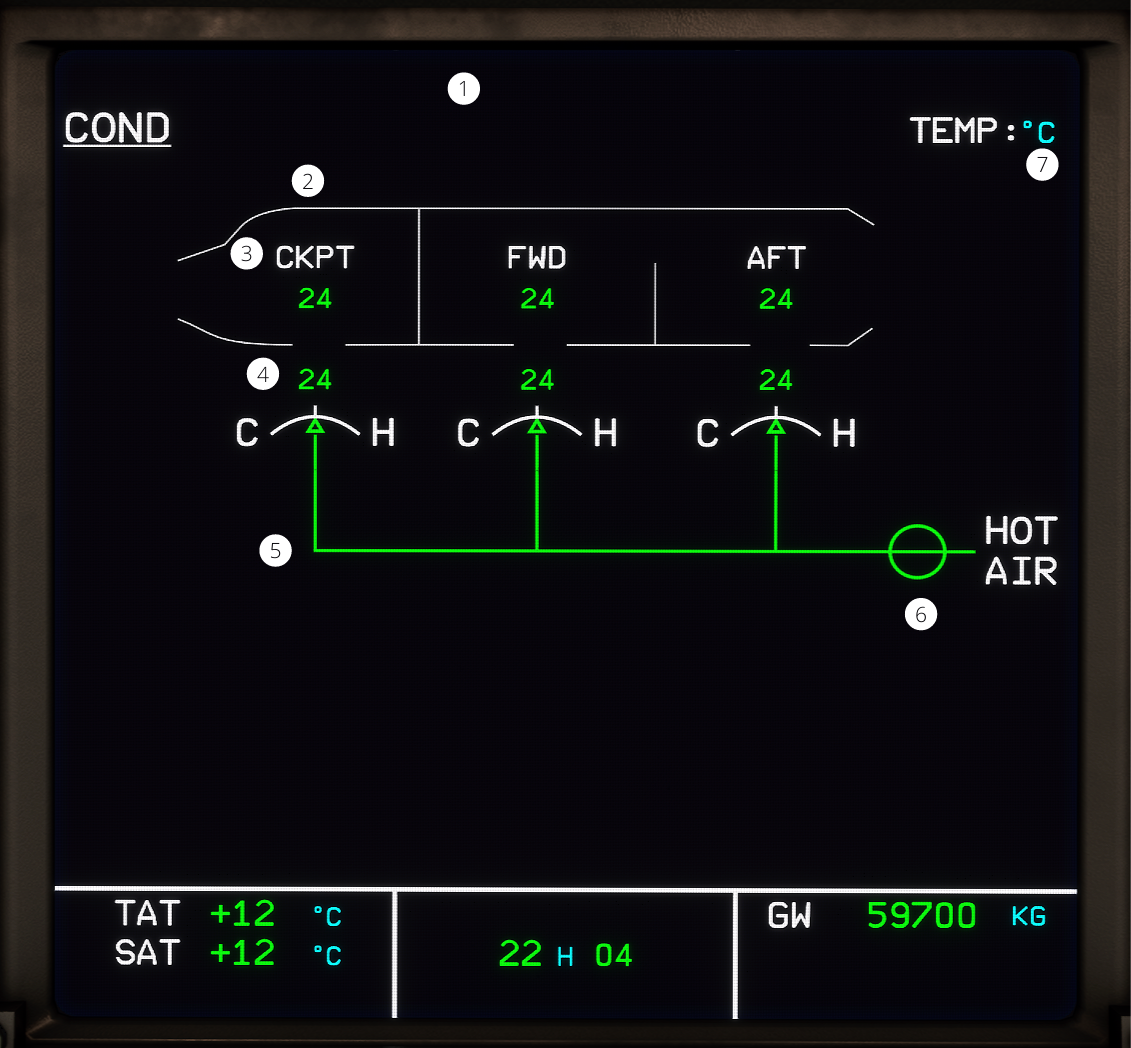 1
COND
TEMP:°C
7
2
3 CKPT FWD AFT
24 24 24
4 24 24 24
C H C H C H
5
HOT
AIR
6
TAT +12 °C
SAT +12 °C
22 H 04
GW 59700 KG